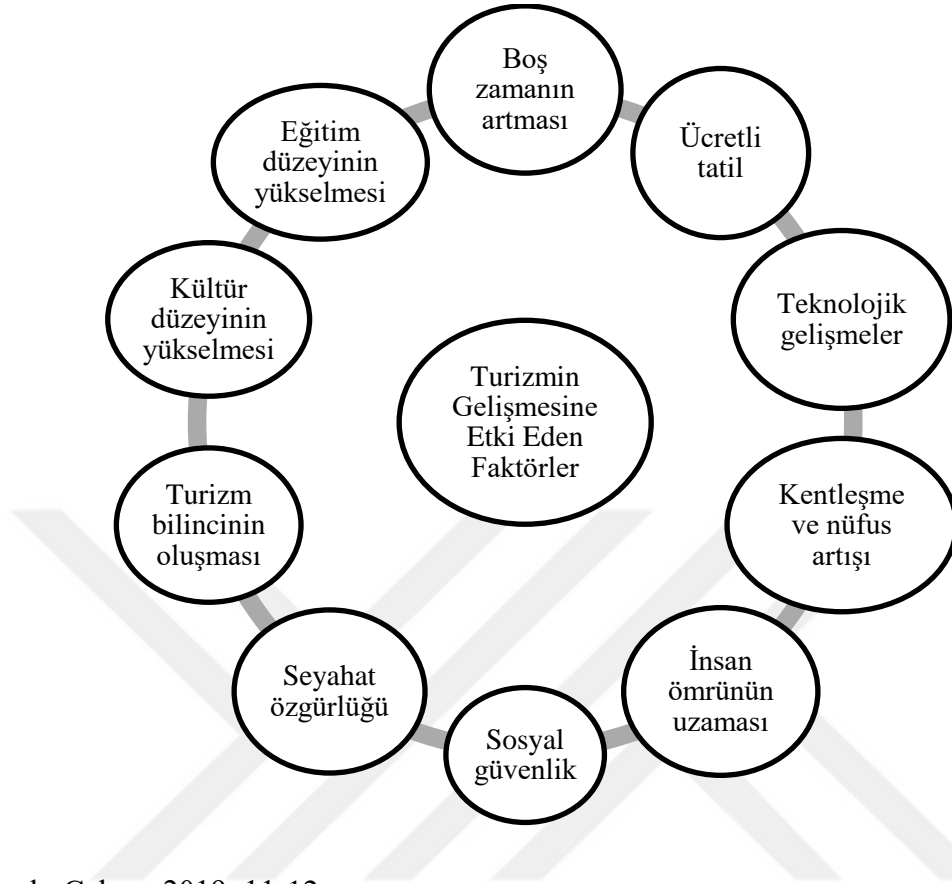 Boş
zamanın
artması
Ücretli
tatil
Teknolojik
gelişmeler
Kentleşme
ve nüfus
artışı
İnsan
ömrünün
uzaması
Sosyal
güvenlik
Seyahat
özgürlüğü
Turizm
bilincinin
oluşması
Kültür
düzeyinin
yükselmesi
Eğitim
düzeyinin
yükselmesi
Turizmin
Gelişmesine
Etki Eden
Faktörler